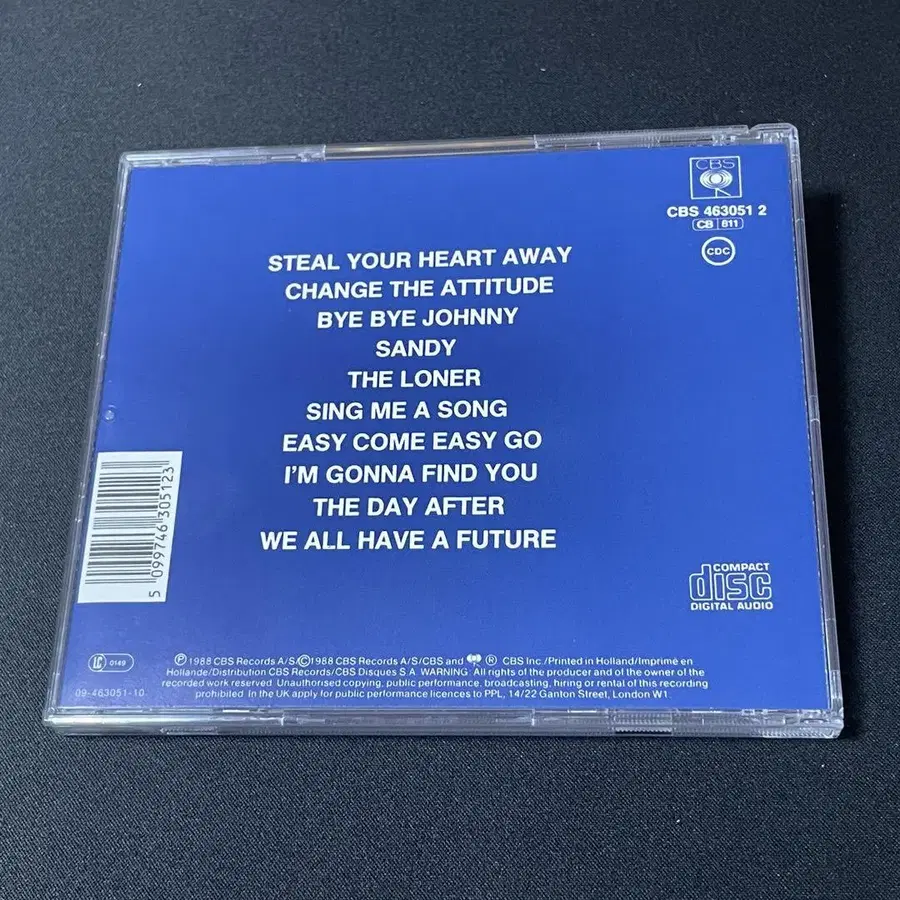 CBS
CBS 463051 2
CB 811
CDC
STEAL YOUR HEART AWAY
CHANGE THE ATTITUDE
BYE BYE JOHNNY
SANDY
THE LONER
SING ME A SONG
EASY COME EASY GO
I'M GONNA FIND YOU
THE DAY AFTER
WE ALL HAVE A FUTURE
5 099746 305123
COMPACT
disc
DIGITAL AUDIO
LC 0149
09-463051-10
℗ 1988 CBS Records A/S/©1988 CBS Records A/S/CBS and ® CBS Inc./Printed in Holland/Imprimé en
Hollande/Distribution CBS Records/CBS Disques S.A. WARNING: All rights of the producer and of the owner of the
recorded work reserved. Unauthorised copying, public performance, broadcasting, hiring or rental of this recording
prohibited. In the UK apply for public performance licences to PPL, 14/22 Ganton Street, London W1.